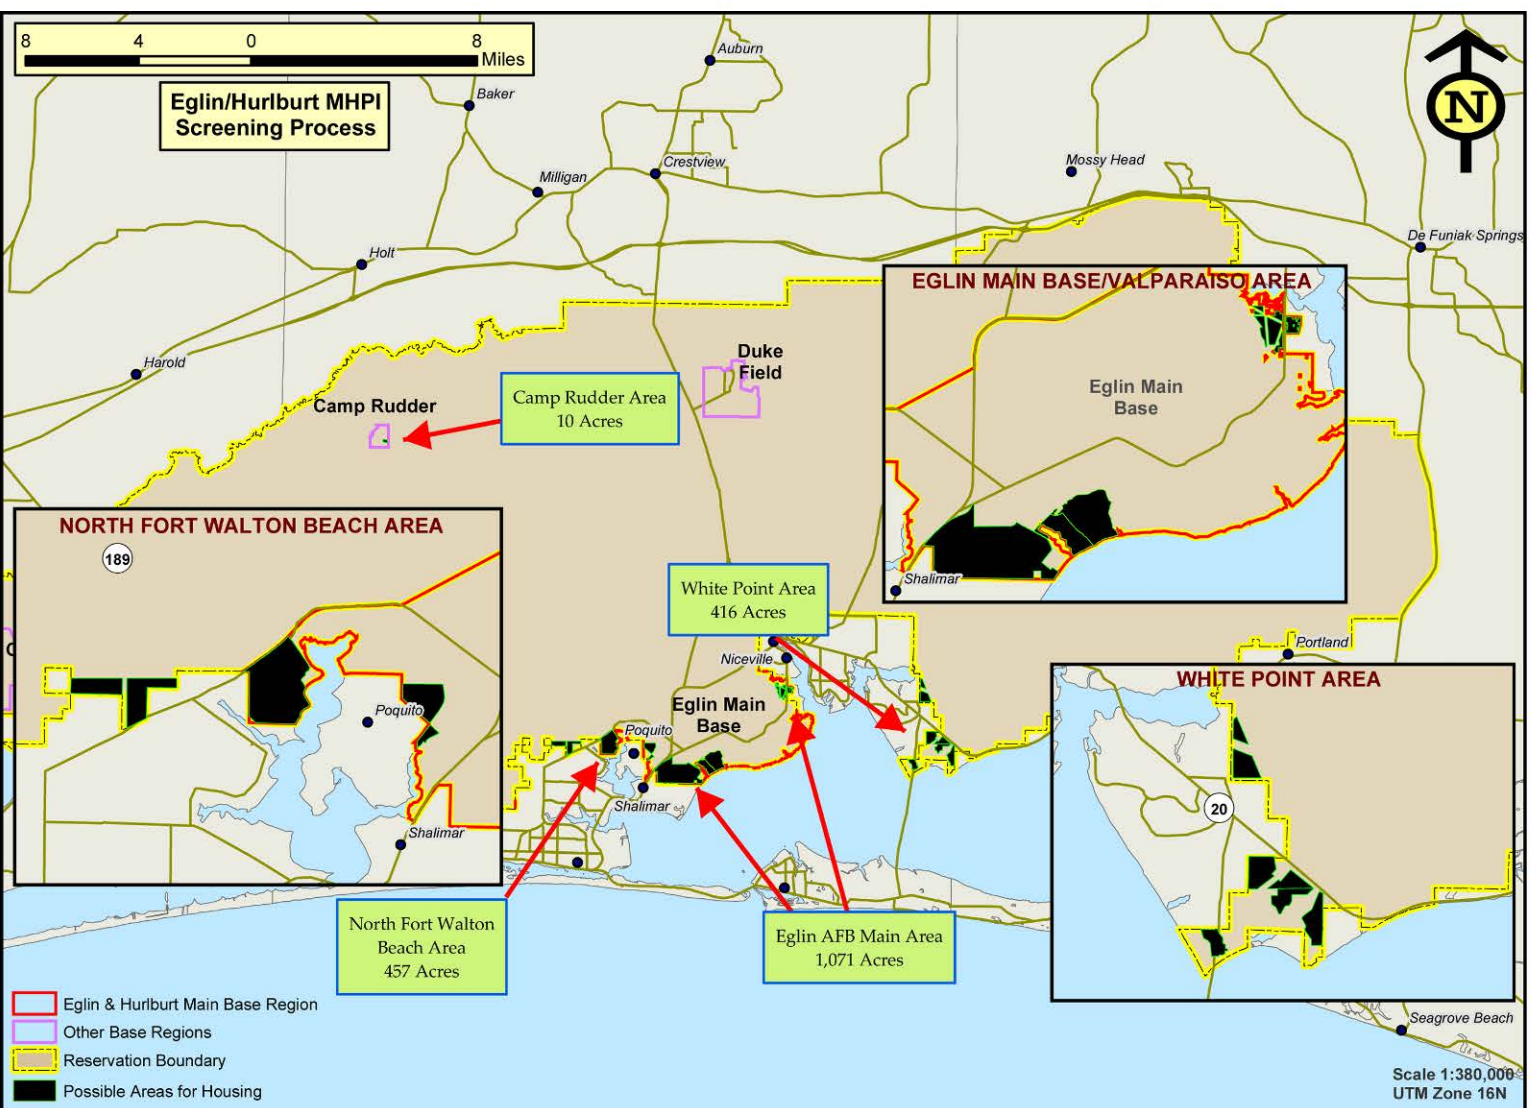 8 4 0 8
Miles
Eglin/Hurlburt MHPI
Screening Process
N
Auburn
Baker
Crestview
Milligan
Mossy Head
De Funiak Springs
Holt
Harold
Duke
Field
Camp Rudder
Camp Rudder Area
10 Acres
EGLIN MAIN BASE/VALPARAISO AREA
Eglin Main
Base
Shalimar
NORTH FORT WALTON BEACH AREA
189
Poquito
Shalimar
White Point Area
416 Acres
Niceville
Eglin Main
Base
Poquito
Shalimar
Portland
WHITE POINT AREA
20
North Fort Walton
Beach Area
457 Acres
Eglin AFB Main Area
1,071 Acres
Eglin & Hurlburt Main Base Region
Other Base Regions
Reservation Boundary
Possible Areas for Housing
Seagrove Beach
Scale 1:380,000
UTM Zone 16N